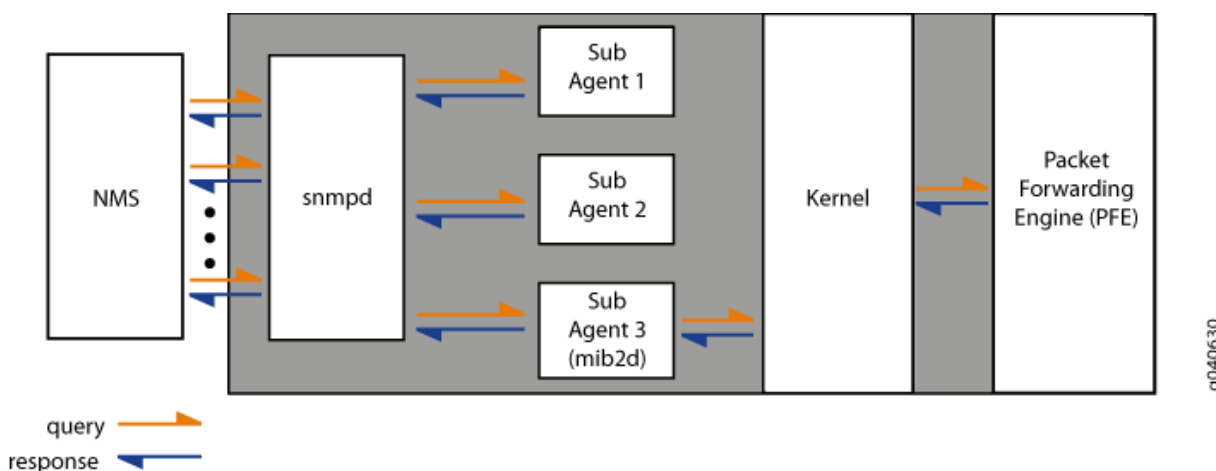 NMS
snmpd
Sub
Agent 1
Sub
Agent 2
Sub
Agent 3
(mib2d)
Kernel
Packet
Forwarding
Engine (PFE)
g040630
query
response